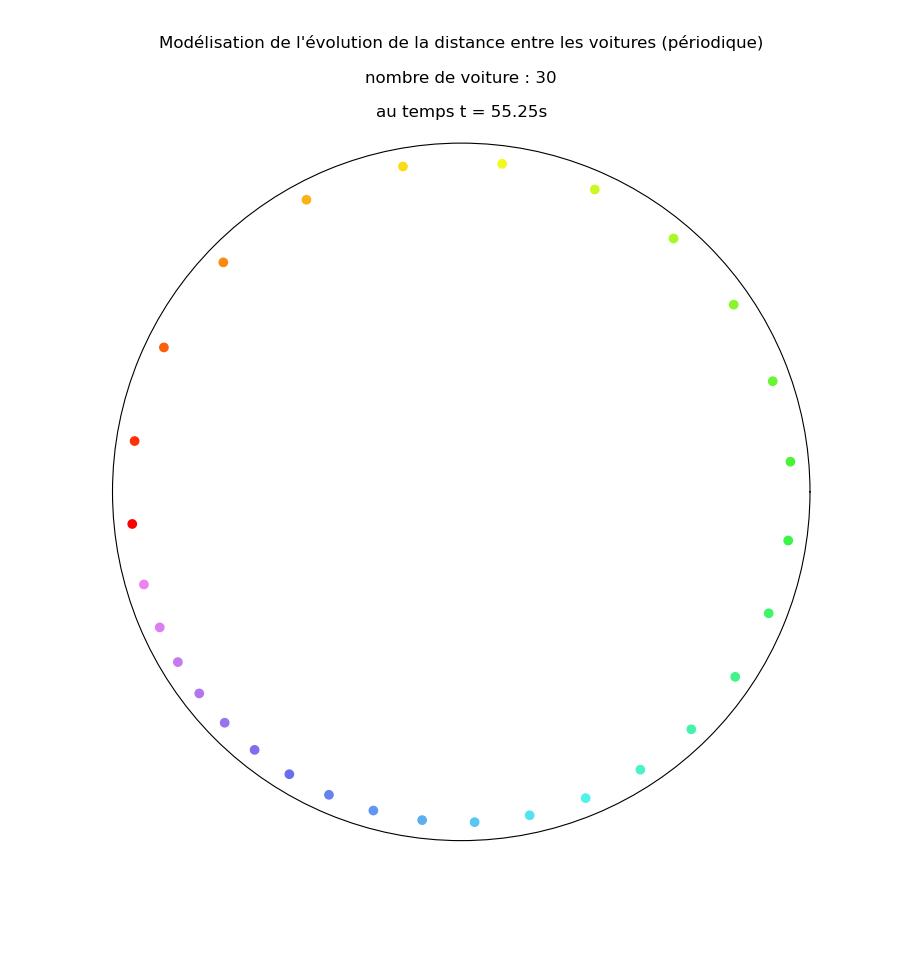 Modélisation de l'évolution de la distance entre les voitures (périodique)
nombre de voiture : 30
au temps t = 55.25s